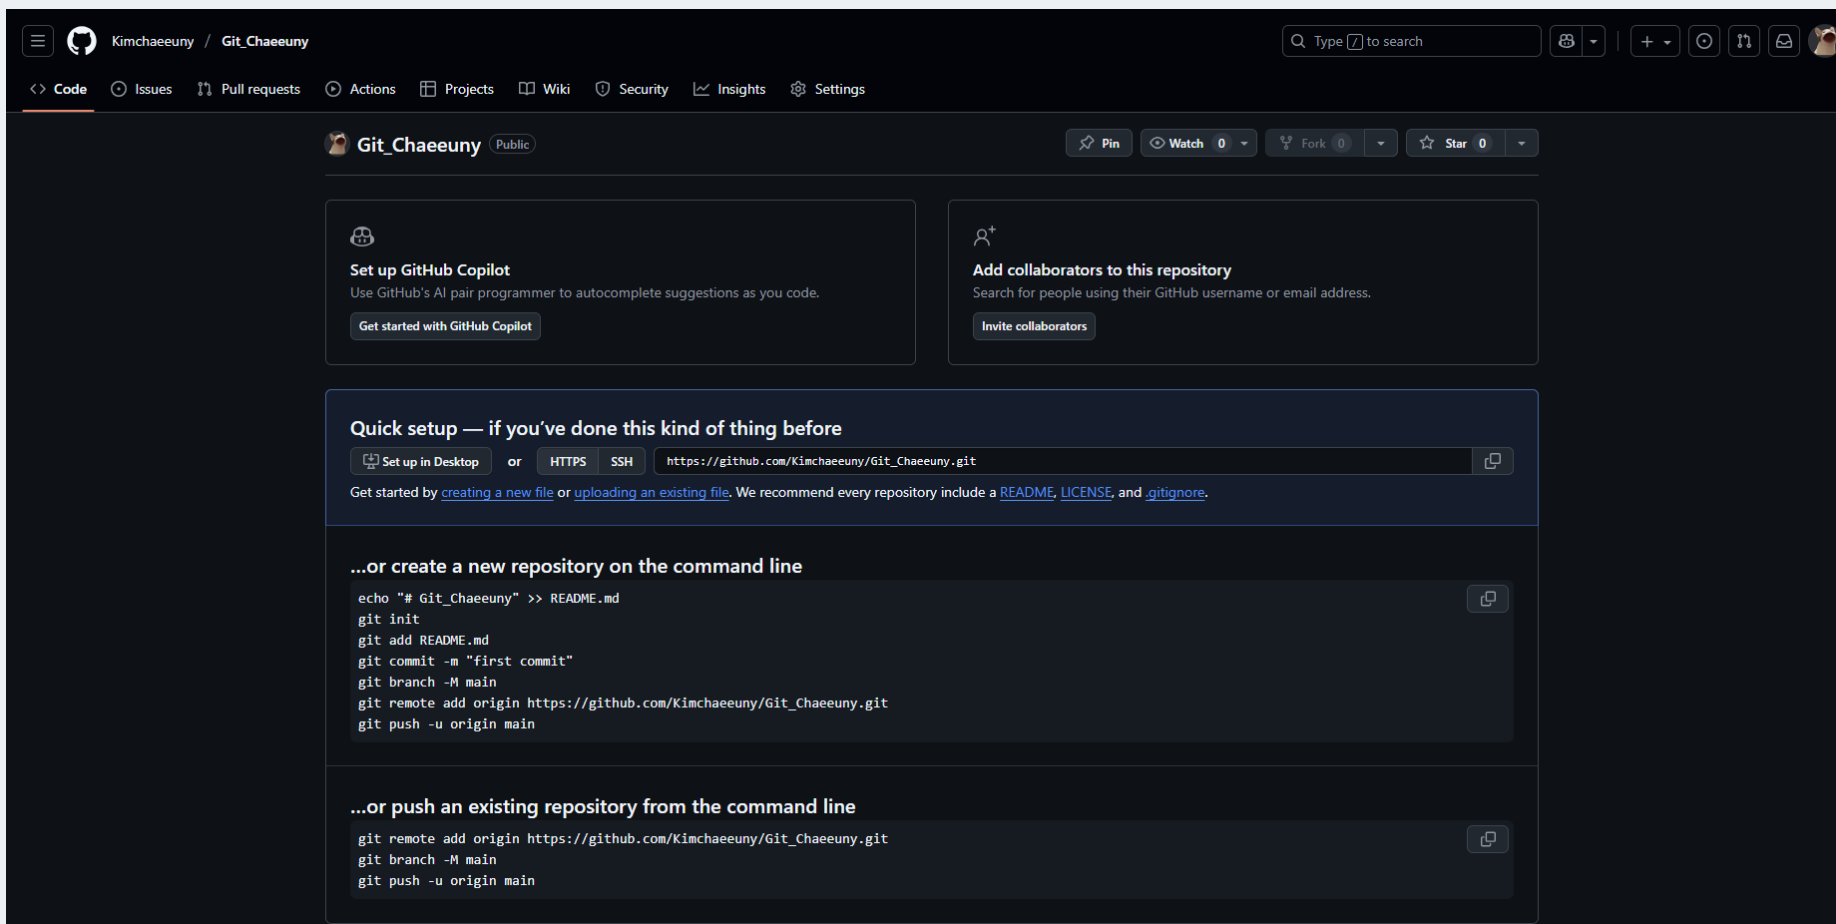 Kimchaeeuny / Git_Chaeeuny
Type / to search
Code Issues Pull requests Actions Projects Wiki Security Insights Settings
Git_Chaeeuny Public
Pin Watch 0 Fork 0 Star 0
Set up GitHub Copilot
Use GitHub's AI pair programmer to autocomplete suggestions as you code.
Get started with GitHub Copilot
Add collaborators to this repository
Search for people using their GitHub username or email address.
Invite collaborators
Quick setup — if you've done this kind of thing before
Set up in Desktop or HTTPS SSH https://github.com/Kimchaeeuny/Git_Chaeeuny.git
Get started by creating a new file or uploading an existing file. We recommend every repository include a README, LICENSE, and .gitignore.
...or create a new repository on the command line
echo "# Git_Chaeeuny" >> README.md
git init
git add README.md
git commit -m "first commit"
git branch -M main
git remote add origin https://github.com/Kimchaeeuny/Git_Chaeeuny.git
git push -u origin main
...or push an existing repository from the command line
git remote add origin https://github.com/Kimchaeeuny/Git_Chaeeuny.git
git branch -M main
git push -u origin main